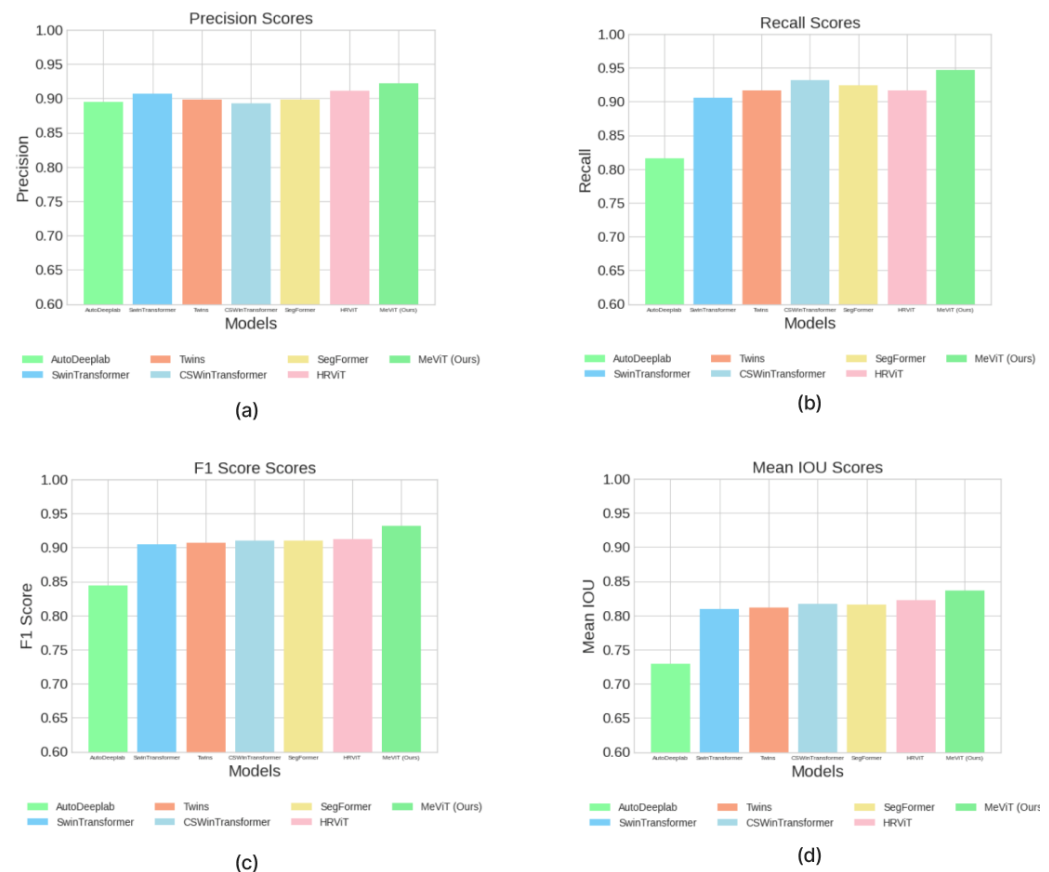 Precision Scores
1.00
0.95
0.90
0.85
0.80
0.75
0.70
0.65
0.60
Precision
AutoDeeplab SwinTransformer Twins CSWinTransformer SegFormer HRViT MeViT (Ours)
Models
AutoDeeplab Twins SegFormer MeViT (Ours)
SwinTransformer CSWinTransformer HRViT
(a)
Recall Scores
1.00
0.95
0.90
0.85
0.80
0.75
0.70
0.65
0.60
Recall
AutoDeeplab SwinTransformer Twins CSWinTransformer SegFormer HRViT MeViT (Ours)
Models
AutoDeeplab Twins SegFormer MeViT (Ours)
SwinTransformer CSWinTransformer HRViT
(b)
F1 Score Scores
1.00
0.95
0.90
0.85
0.80
0.75
0.70
0.65
0.60
F1 Score
AutoDeeplab SwinTransformer Twins CSWinTransformer SegFormer HRViT MeViT (Ours)
Models
AutoDeeplab Twins SegFormer MeViT (Ours)
SwinTransformer CSWinTransformer HRViT
(c)
Mean IOU Scores
1.00
0.95
0.90
0.85
0.80
0.75
0.70
0.65
0.60
Mean IOU
AutoDeeplab SwinTransformer Twins CSWinTransformer SegFormer HRViT MeViT (Ours)
Models
AutoDeeplab Twins SegFormer MeViT (Ours)
SwinTransformer CSWinTransformer HRViT
(d)